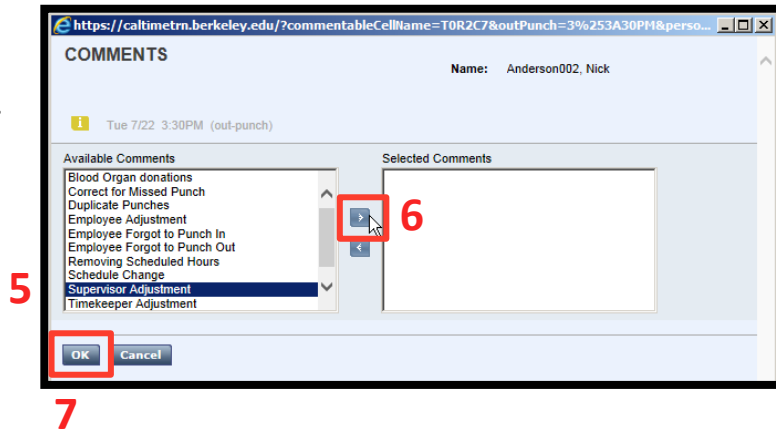 https://caltimetrn.berkeley.edu/?commentableCellName=T0R2C7&outPunch=3%253A30PM&perso...
COMMENTS
Name: Anderson002, Nick
Tue 7/22 3:30PM (out-punch)
Available Comments
Selected Comments
Blood Organ donations
Correct for Missed Punch
Duplicate Punches
Employee Adjustment
Employee Forgot to Punch In
Employee Forgot to Punch Out
Removing Scheduled Hours
Schedule Change
Supervisor Adjustment
Timekeeper Adjustment
>
<
6
5
OK Cancel
7